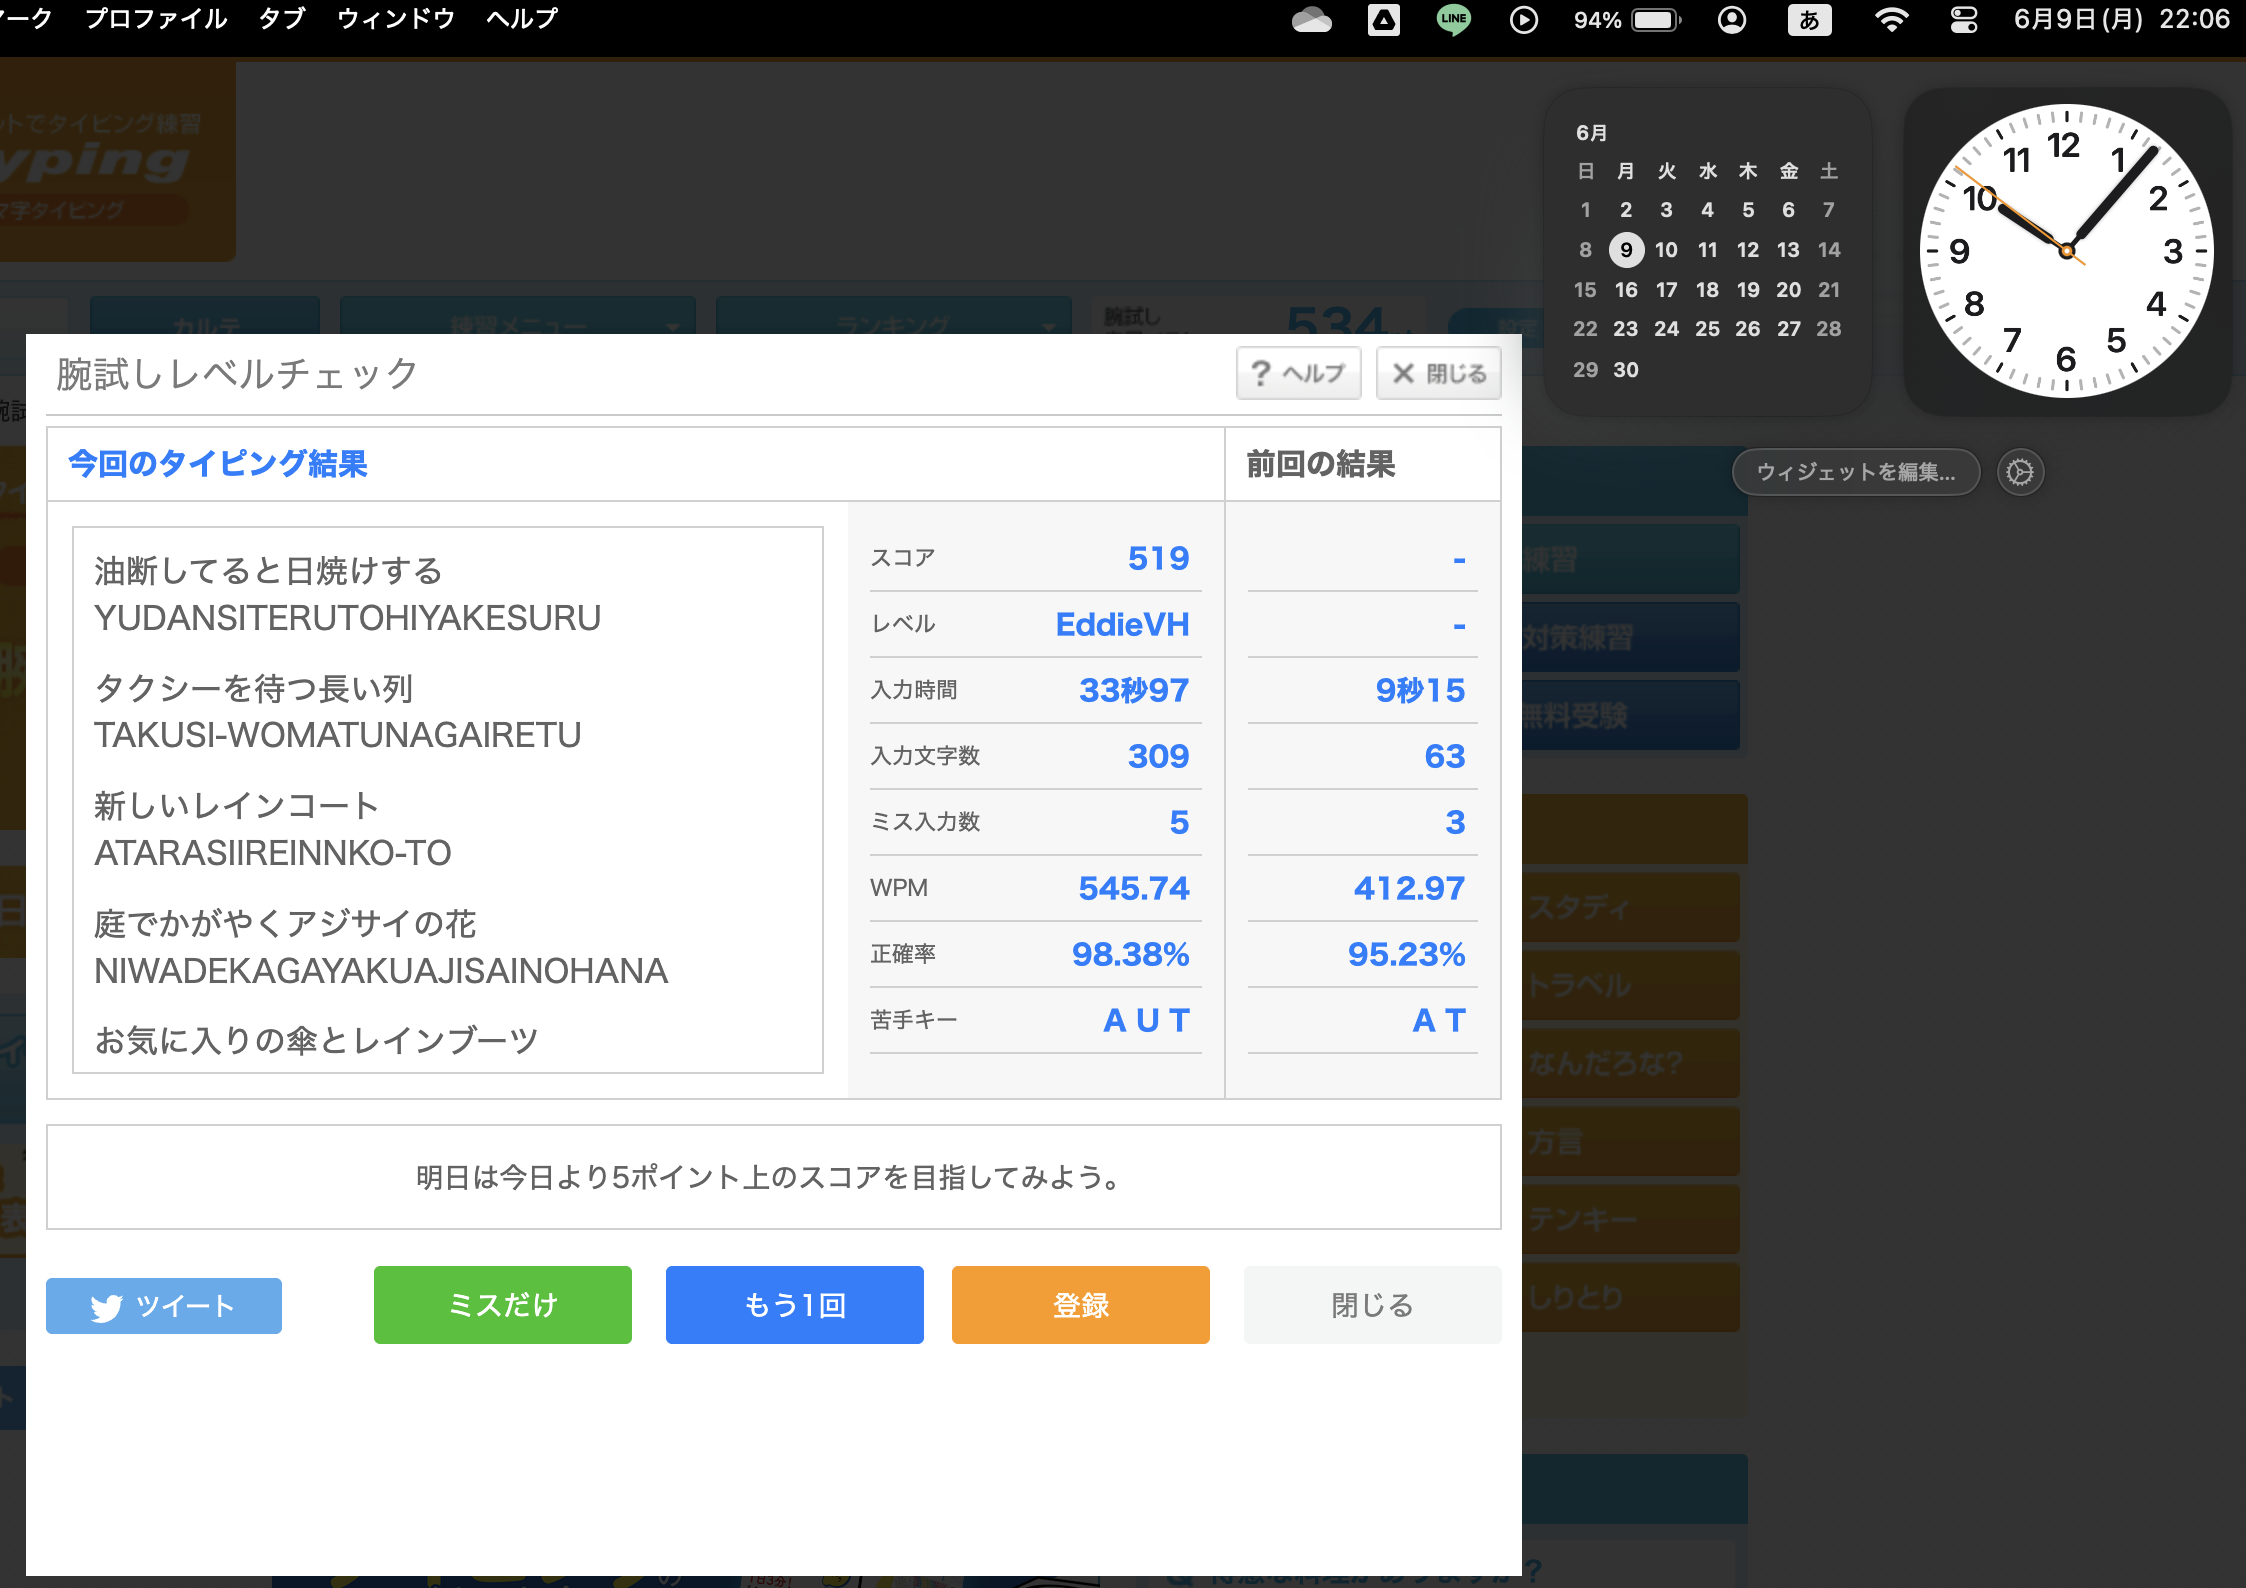 プロファイル タブ ウィンドウ ヘルプ
LINE 94% あ 6月9日(月) 22:06
トでタイピング練習
yping
マ字タイピング
6月
日 月 火 水 木 金 土
1 2 3 4 5 6 7
8 9 10 11 12 13 14
15 16 17 18 19 20 21
22 23 24 25 26 27 28
29 30
12 1 2 3 4 5 6 7 8 9 10 11
ウィジェットを編集...
カルテ 練習メニュー ランキング 腕試し 534
腕試しレベルチェック
? ヘルプ
× 閉じる
今回のタイピング結果
前回の結果
油断してると日焼けする
YUDANSITERUTOHIYAKESURU
タクシーを待つ長い列
TAKUSI-WOMATUNAGAIRETU
新しいレインコート
ATARASIIREINNKO-TO
庭でかがやくアジサイの花
NIWADEKAGAYAKUAJISAINOHANA
お気に入りの傘とレインブーツ
スコア 519 -
レベル EddieVH -
入力時間 33秒97 9秒15
入力文字数 309 63
ミス入力数 5 3
WPM 545.74 412.97
正確率 98.38% 95.23%
苦手キー A U T A T
明日は今日より5ポイント上のスコアを目指してみよう。
ツイート
ミスだけ
もう1回
登録
閉じる
練習
対策練習
無料受験
スタディ
トラベル
なんだろな?
方言
テンキー
しりとり